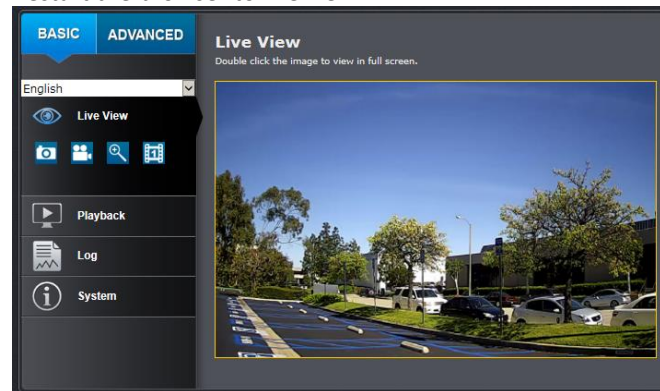 BASIC
ADVANCED
English
Live View
Playback
Log
System
Live View
Double click the image to view in full screen.